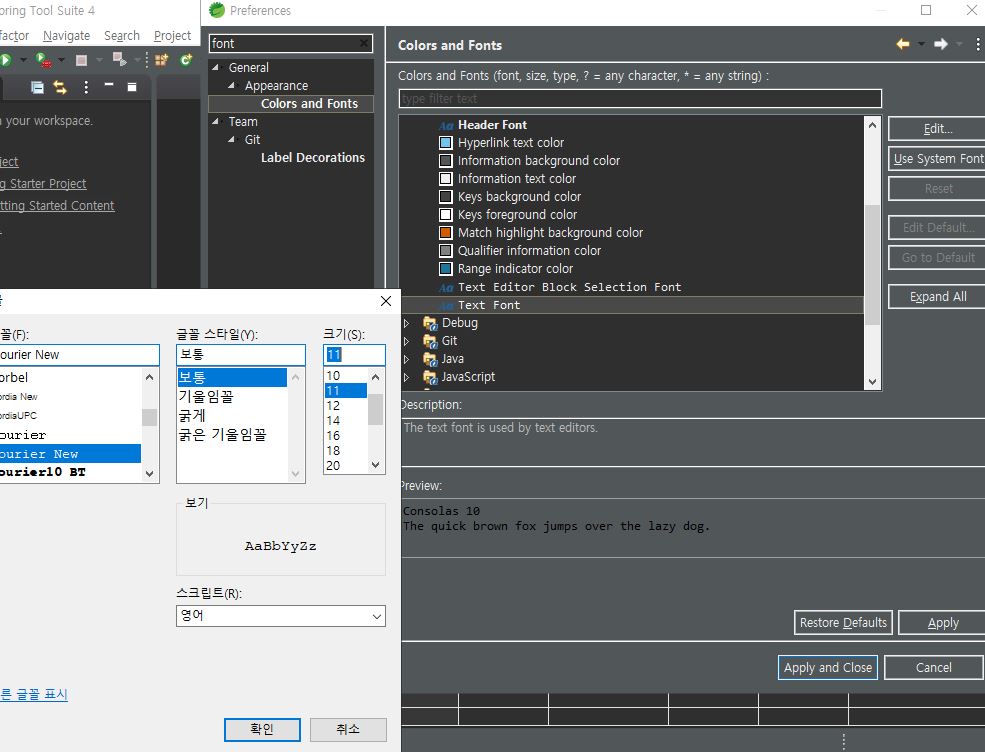 oring Tool Suite 4
factor Navigate Search Project
n your workspace.
ject
g Starter Project
tting Started Content
Preferences
font
General
Appearance
Colors and Fonts
Team
Git
Label Decorations
Colors and Fonts
Colors and Fonts (font, size, type, ? = any character, * = any string) :
type filter text
Aa Header Font
Hyperlink text color
Information background color
Information text color
Keys background color
Keys foreground color
Match highlight background color
Qualifier information color
Range indicator color
Aa Text Editor Block Selection Font
Aa Text Font
Debug
Git
Java
JavaScript
Edit...
Use System Font
Reset
Edit Default...
Go to Default
Expand All
Description:
The text font is used by text editors.
Preview:
Consolas 10
The quick brown fox jumps over the lazy dog.
Restore Defaults
Apply
Apply and Close
Cancel
꼴(F):
ourier New
orbel
ordia New
ordiaUPC
ourier
ourier New
ourier10 BT
글꼴 스타일(Y):
보통
보통
기울임꼴
굵게
굵은 기울임꼴
크기(S):
11
10
11
12
14
16
18
20
보기
AaBbYyZz
스크립트(R):
영어
른 글꼴 표시
확인
취소